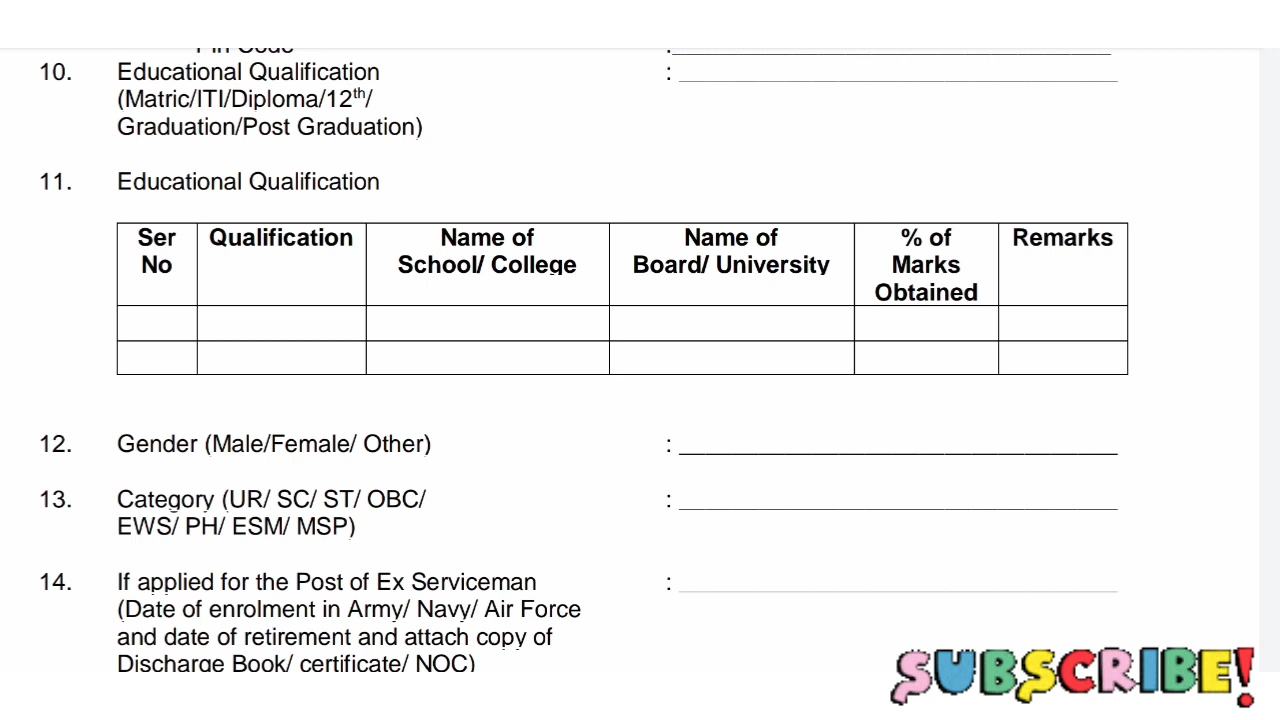 Pin Code :
10. Educational Qualification :
(Matric/ITI/Diploma/12th/
Graduation/Post Graduation)
11. Educational Qualification
Ser No Qualification Name of School/ College Name of Board/ University % of Marks Obtained Remarks
12. Gender (Male/Female/ Other) :
13. Category (UR/ SC/ ST/ OBC/ :
EWS/ PH/ ESM/ MSP)
14. If applied for the Post of Ex Serviceman :
(Date of enrolment in Army/ Navy/ Air Force
and date of retirement and attach copy of
Discharge Book/ certificate/ NOC)
SUBSCRIBE!